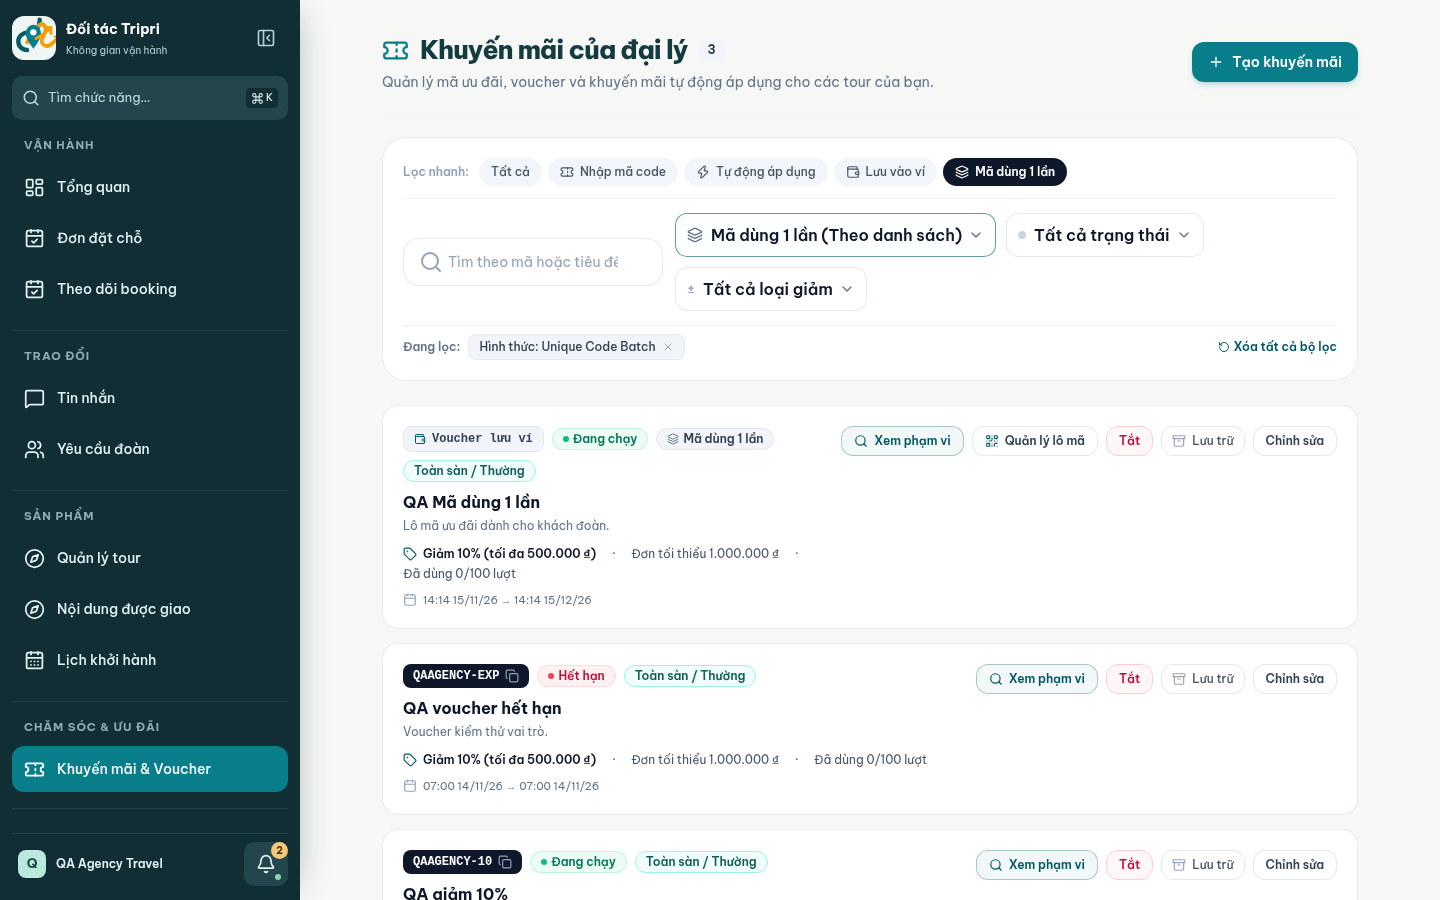 Đối tác Tripri
Không gian vận hành
Tìm chức năng...
⌘K
VẬN HÀNH
Tổng quan
Đơn đặt chỗ
Theo dõi booking
TRAO ĐỔI
Tin nhắn
Yêu cầu đoàn
SẢN PHẨM
Quản lý tour
Nội dung được giao
Lịch khởi hành
CHĂM SÓC & ƯU ĐÃI
Khuyến mãi & Voucher
Q QA Agency Travel 2
Khuyến mãi của đại lý 3
Quản lý mã ưu đãi, voucher và khuyến mãi tự động áp dụng cho các tour của bạn.
+ Tạo khuyến mãi
Lọc nhanh: Tất cả Nhập mã code Tự động áp dụng Lưu vào ví Mã dùng 1 lần
Tìm theo mã hoặc tiêu đề
Mã dùng 1 lần (Theo danh sách) Tất cả trạng thái
± Tất cả loại giảm
Đang lọc: Hình thức: Unique Code Batch × Xóa tất cả bộ lọc
Voucher lưu ví Đang chạy Mã dùng 1 lần Xem phạm vi Quản lý lô mã Tắt Lưu trữ Chỉnh sửa
Toàn sàn / Thường
QA Mã dùng 1 lần
Lô mã ưu đãi dành cho khách đoàn.
Giảm 10% (tối đa 500.000 ₫) · Đơn tối thiểu 1.000.000 ₫ ·
Đã dùng 0/100 lượt
14:14 15/11/26 → 14:14 15/12/26
QAAGENCY-EXP Hết hạn Toàn sàn / Thường Xem phạm vi Tắt Lưu trữ Chỉnh sửa
QA voucher hết hạn
Voucher kiểm thử vai trò.
Giảm 10% (tối đa 500.000 ₫) · Đơn tối thiểu 1.000.000 ₫ · Đã dùng 0/100 lượt
07:00 14/11/26 → 07:00 14/11/26
QAAGENCY-10 Đang chạy Toàn sàn / Thường Xem phạm vi Tắt Lưu trữ Chỉnh sửa
QA giảm 10%